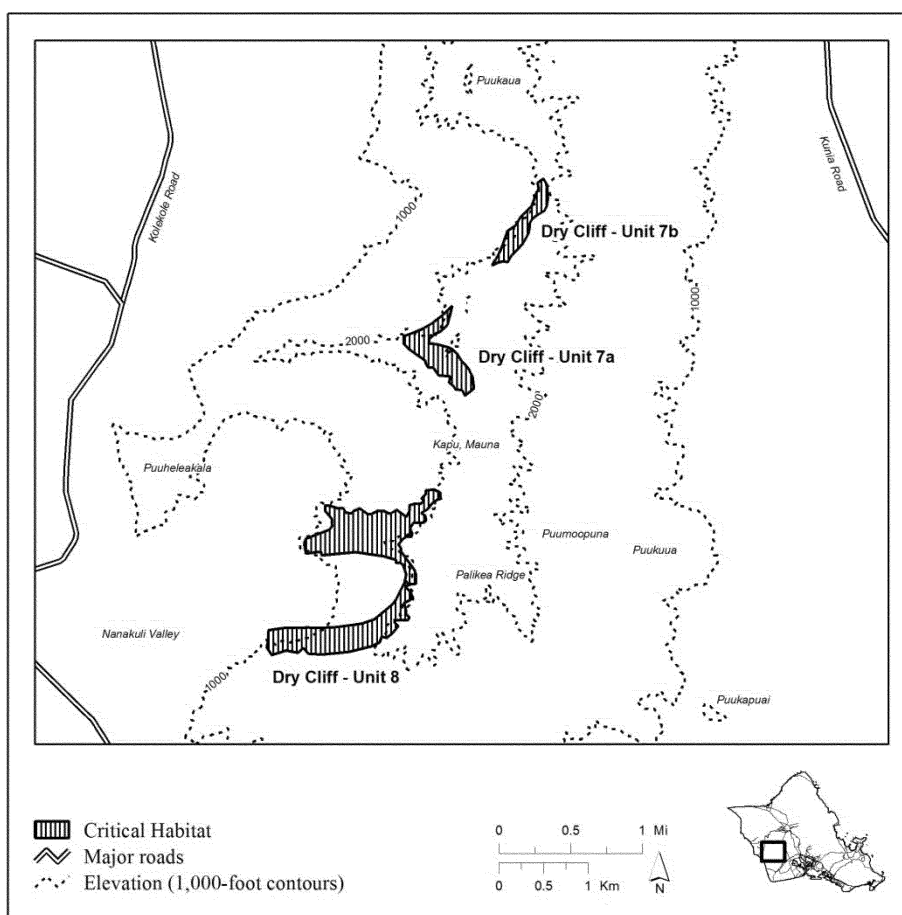 Puukaua
Kolekole Road
Kunia Road
1000
Dry Cliff - Unit 7b
1000
2000
Dry Cliff - Unit 7a
2000
Kapu, Mauna
Puuheleakala
Puumoopuna
Puukuua
Palikea Ridge
Nanakuli Valley
Dry Cliff - Unit 8
1000
Puukapuai
Critical Habitat
Major roads
Elevation (1,000-foot contours)
0 0.5 1 Mi
0 0.5 1 Km
N